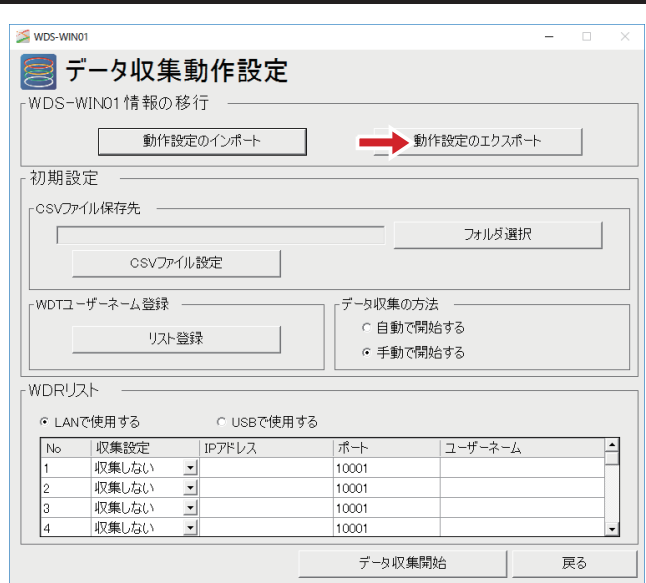 WDS-WIN01
データ収集動作設定
WDS-WIN01情報の移行
動作設定のインポート
動作設定のエクスポート
初期設定
CSVファイル保存先
フォルダ選択
CSVファイル設定
WDTユーザーネーム登録
リスト登録
データ収集の方法
自動で開始する
手動で開始する
WDRリスト
LANで使用する USBで使用する
No 収集設定 IPアドレス ポート ユーザーネーム
1 収集しない 10001
2 収集しない 10001
3 収集しない 10001
4 収集しない 10001
データ収集開始 戻る